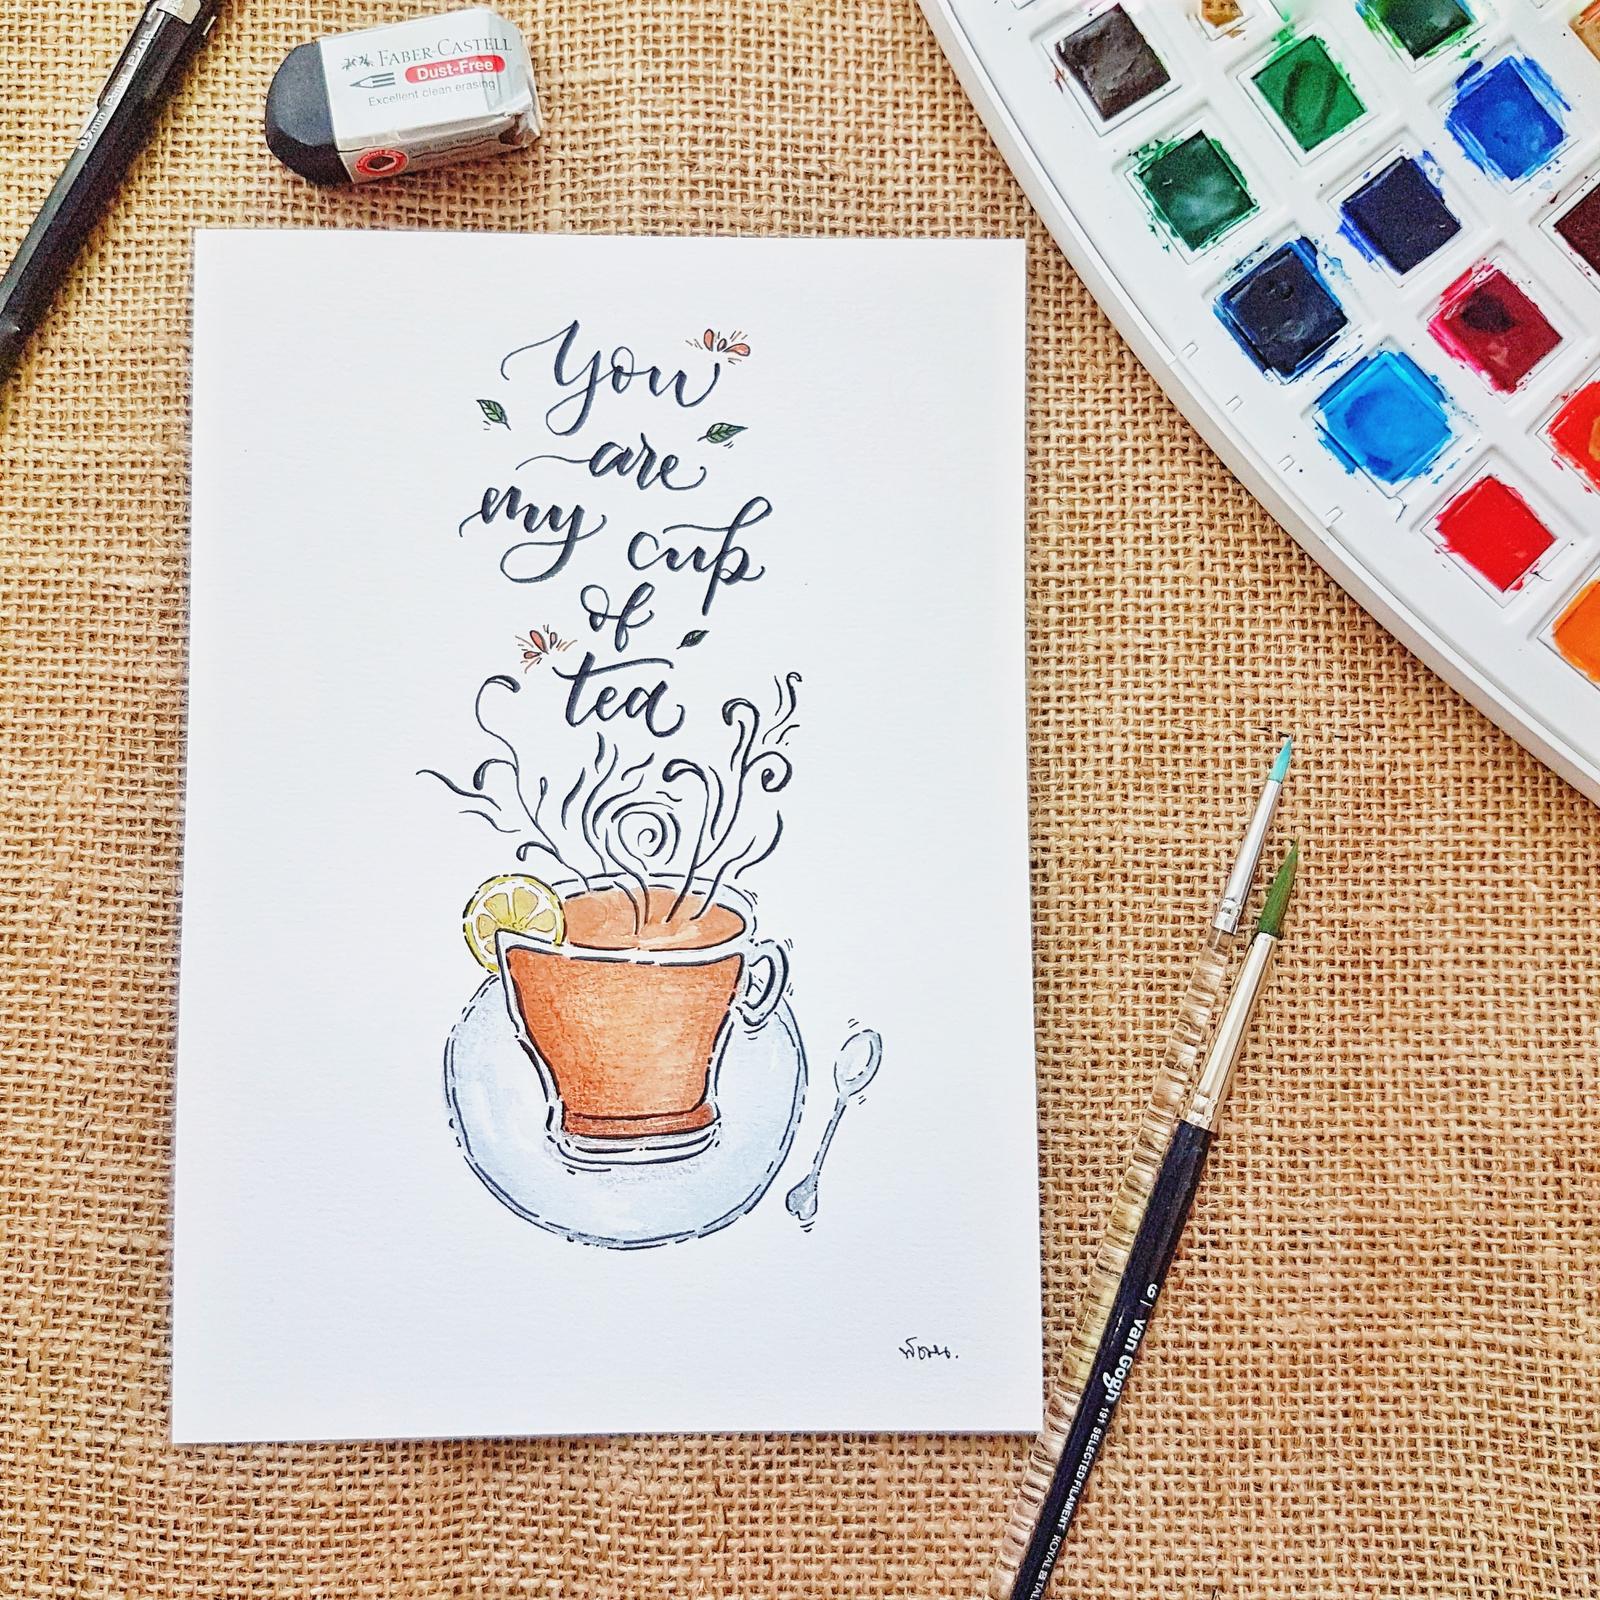 FABER-CASTELL
Dust-Free
Excellent clean erasing
You
are
my cup
of
tea
6 | van Gogh 191 SELECTED FILAMENT ROYAL & TAL